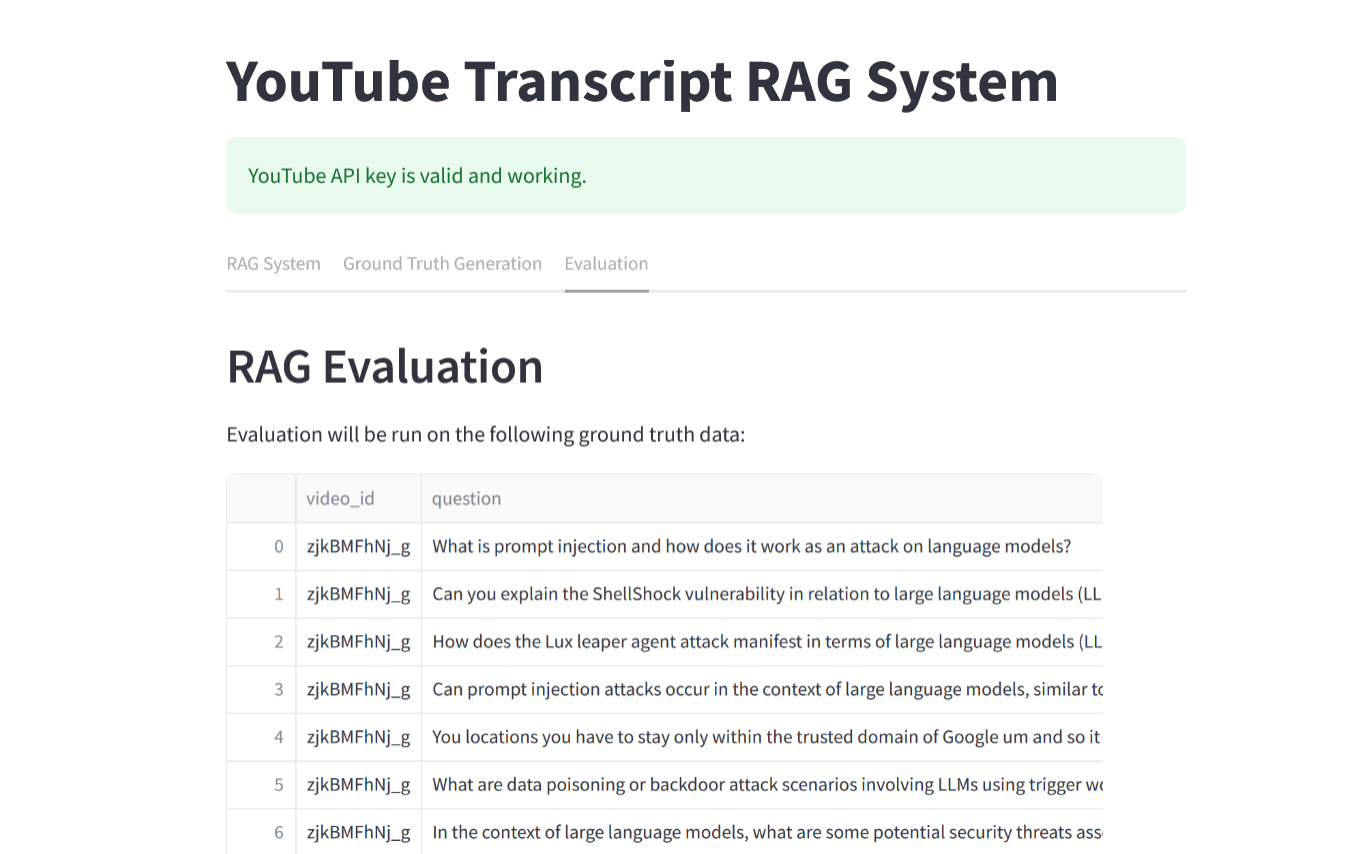 YouTube Transcript RAG System
YouTube API key is valid and working.
RAG System Ground Truth Generation Evaluation
RAG Evaluation
Evaluation will be run on the following ground truth data:
video_id question
0 zjkBMFhNj_g What is prompt injection and how does it work as an attack on language models?
1 zjkBMFhNj_g Can you explain the ShellShock vulnerability in relation to large language models (LL
2 zjkBMFhNj_g How does the Lux leaper agent attack manifest in terms of large language models (LL
3 zjkBMFhNj_g Can prompt injection attacks occur in the context of large language models, similar to
4 zjkBMFhNj_g You locations you have to stay only within the trusted domain of Google um and so it
5 zjkBMFhNj_g What are data poisoning or backdoor attack scenarios involving LLMs using trigger wo
6 zjkBMFhNj_g In the context of large language models, what are some potential security threats ass